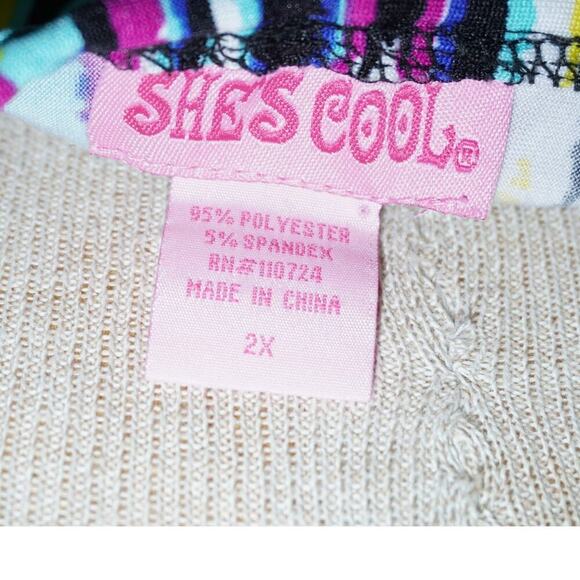 SHE'S COOL®
95% POLYESTER
5% SPANDEX
RN#110724
MADE IN CHINA
2X